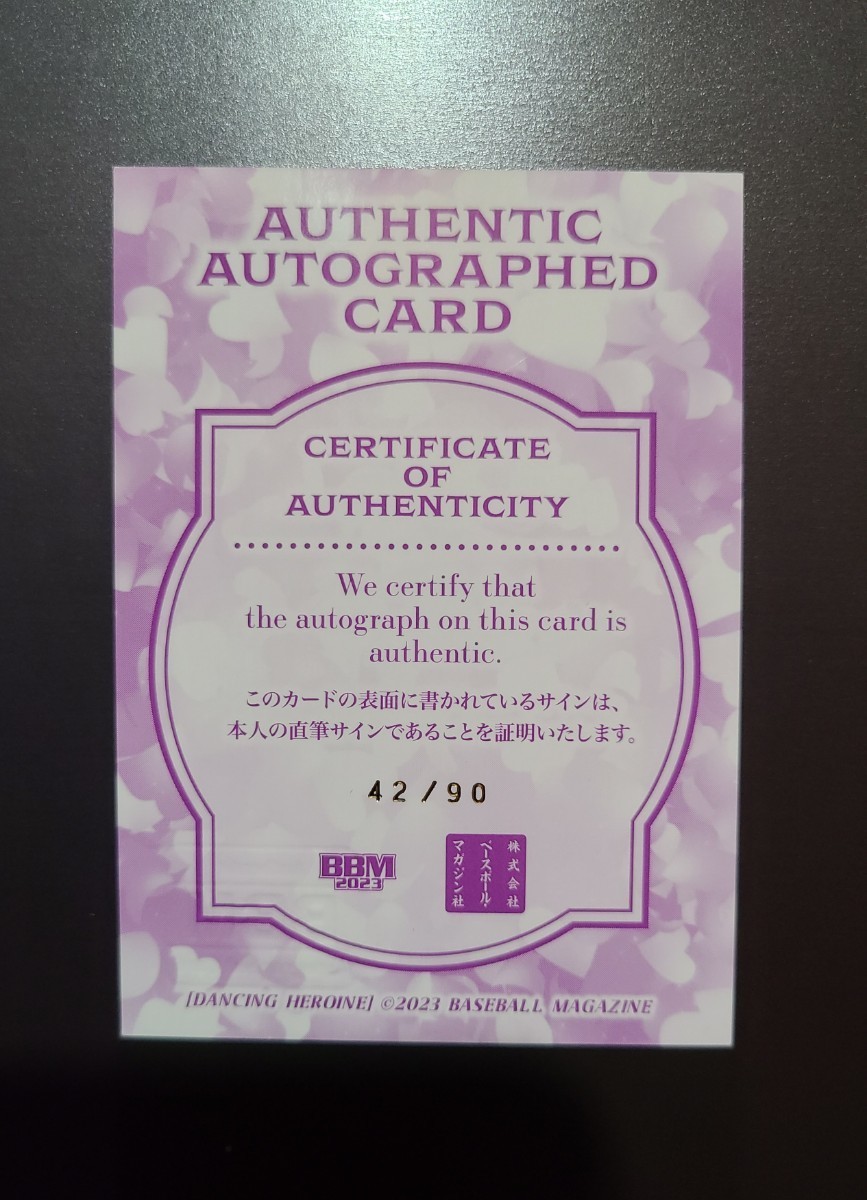 AUTHENTIC
AUTOGRAPHED
CARD
CERTIFICATE
OF
AUTHENTICITY
We certify that
the autograph on this card is
authentic.
このカードの表面に書かれているサインは、
本人の直筆サインであることを証明いたします。
42/90
BBM
2023
株式会社
ベースボール・
マガジン社
[DANCING HEROINE] ©2023 BASEBALL MAGAZINE